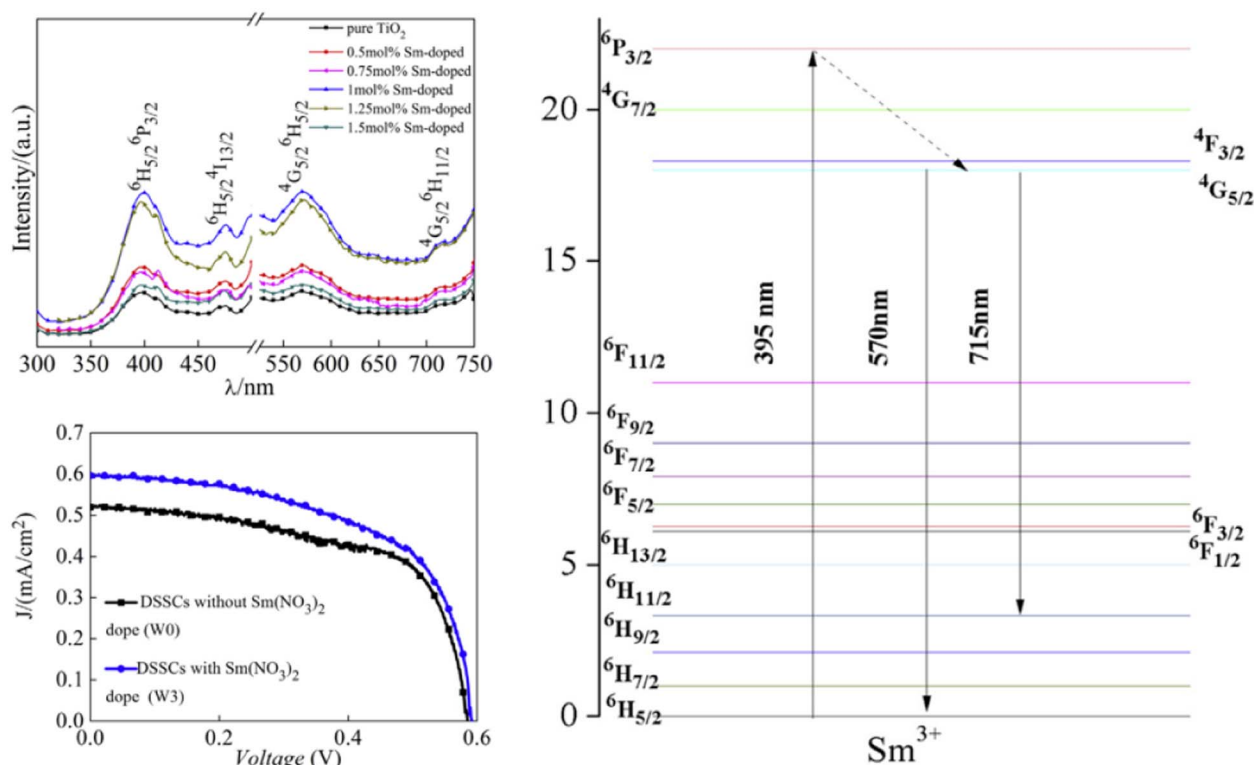 pure TiO2
0.5mol% Sm-doped
0.75mol% Sm-doped
1mol% Sm-doped
1.25mol% Sm-doped
1.5mol% Sm-doped
6H5/2 6P3/2
6H5/2 4I13/2
4G5/2 6H5/2
4G5/2 6H11/2
Intensity/(a.u.)
300 350 400 450 550 600 650 700 750
λ/nm
0.7
0.6
0.5
0.4
0.3
0.2
0.1
0.0
J/(mA/cm2)
DSSCs without Sm(NO3)2
dope (W0)
DSSCs with Sm(NO3)2
dope (W3)
0.0 0.2 0.4 0.6
Voltage (V)
6P3/2
4G7/2
20
4F3/2
4G5/2
15
395 nm
570 nm
715nm
6F11/2
10
6F9/2
6F7/2
6F5/2
6F3/2
6H13/2
6F1/2
5
6H11/2
6H9/2
6H7/2
0
6H5/2
Sm3+